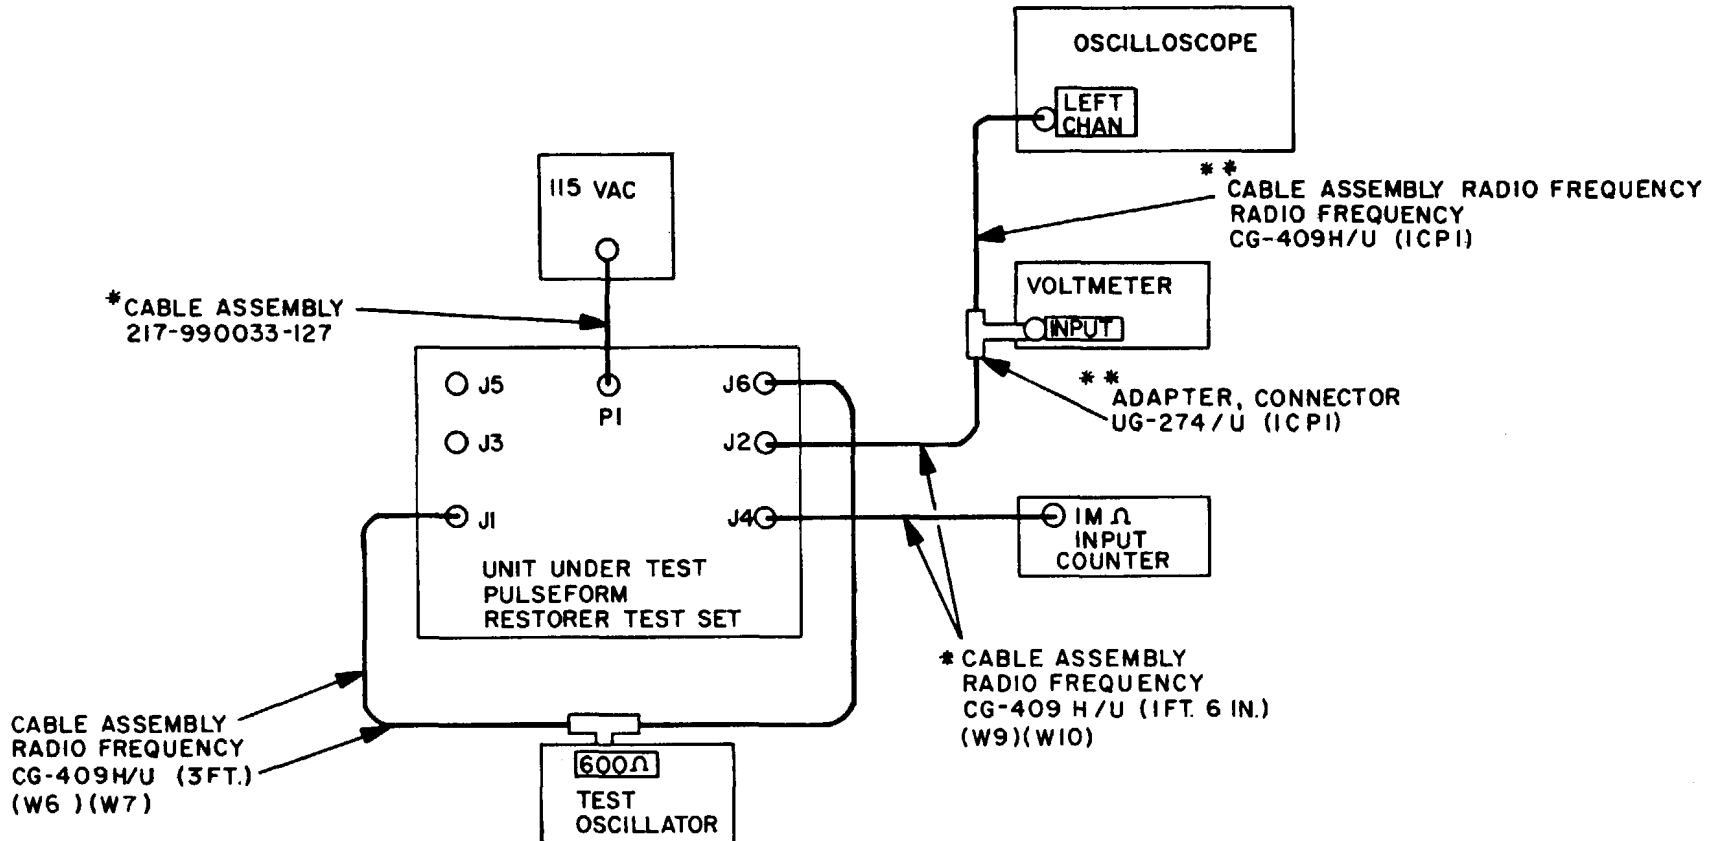 OSCILLOSCOPE
LEFT
CHAN
115 VAC
**
CABLE ASSEMBLY RADIO FREQUENCY
RADIO FREQUENCY
CG-409H/U (ICPI)
VOLTMETER
INPUT
*CABLE ASSEMBLY
217-990033-127
**
ADAPTER, CONNECTOR
UG-274/U (ICPI)
J5
P1
J6
J3
J2
J1
J4
1M Ω
INPUT
COUNTER
UNIT UNDER TEST
PULSEFORM
RESTORER TEST SET
* CABLE ASSEMBLY
RADIO FREQUENCY
CG-409 H/U (1FT. 6 IN.)
(W9)(W10)
CABLE ASSEMBLY
RADIO FREQUENCY
CG-409H/U (3FT.)
(W6 )(W7)
600Ω
TEST
OSCILLATOR